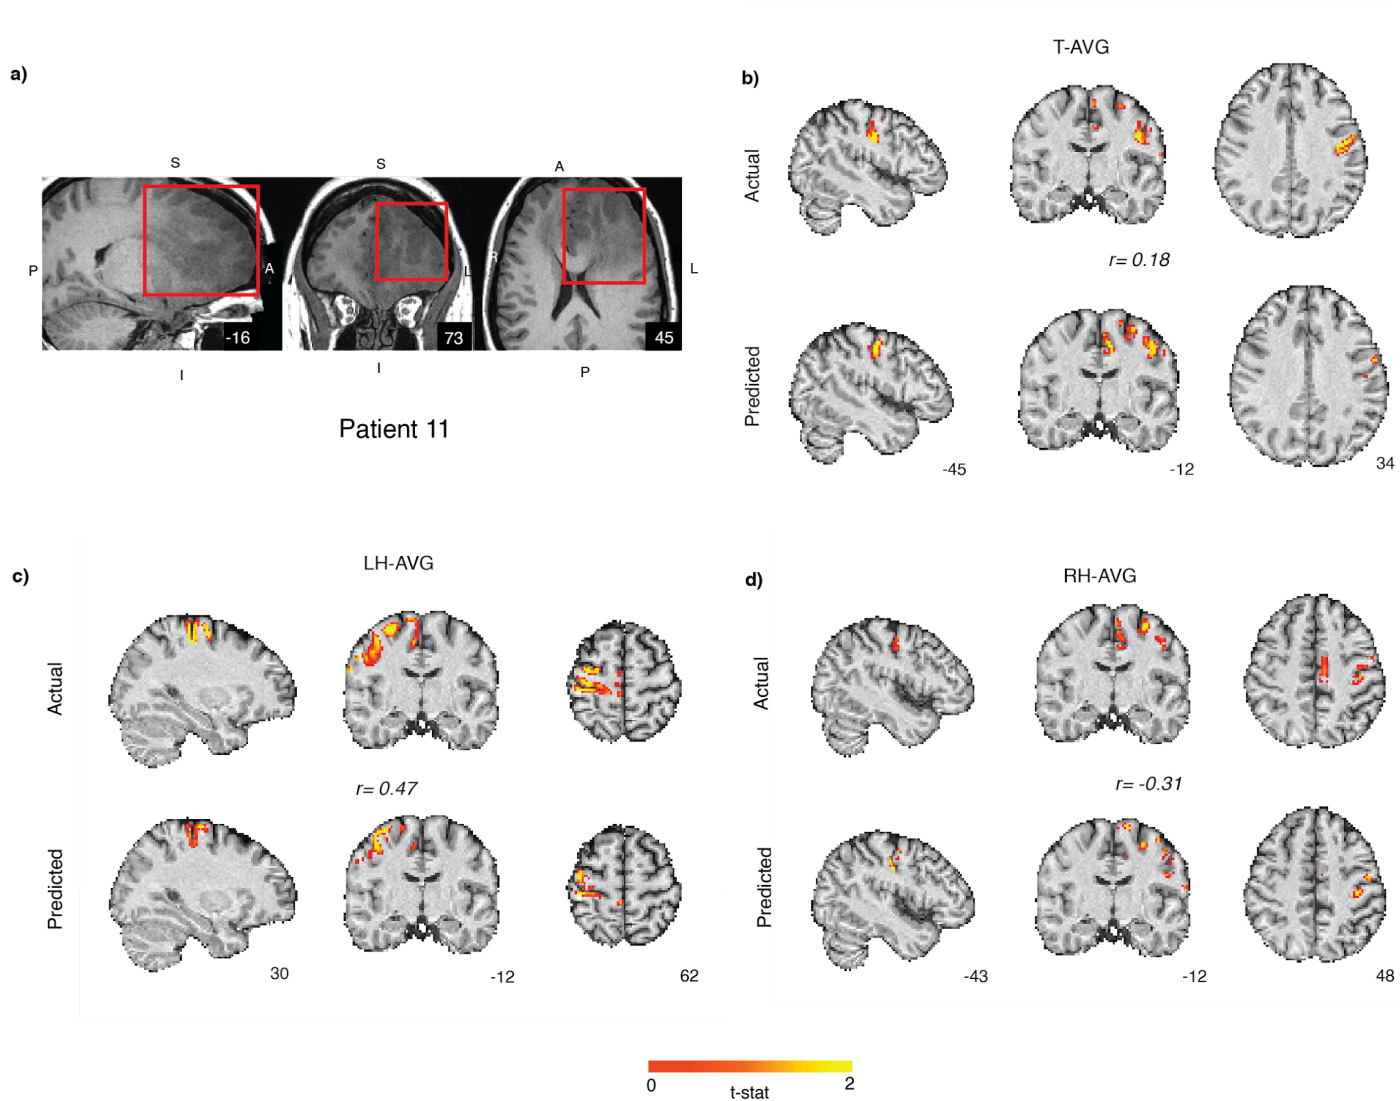 a)
S
S
A
P
A
L
R
L
-16
73
45
I
I
P
Patient 11
b)
T-AVG
Actual
r= 0.18
Predicted
-45
-12
34
c)
LH-AVG
Actual
r= 0.47
Predicted
30
-12
62
d)
RH-AVG
Actual
r= -0.31
Predicted
-43
-12
48
0
2
t-stat